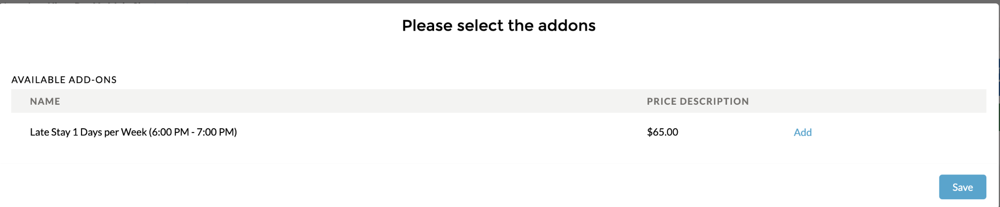 Please select the addons
AVAILABLE ADD-ONS
NAME PRICE DESCRIPTION
Late Stay 1 Days per Week (6:00 PM - 7:00 PM) $65.00 Add
Save